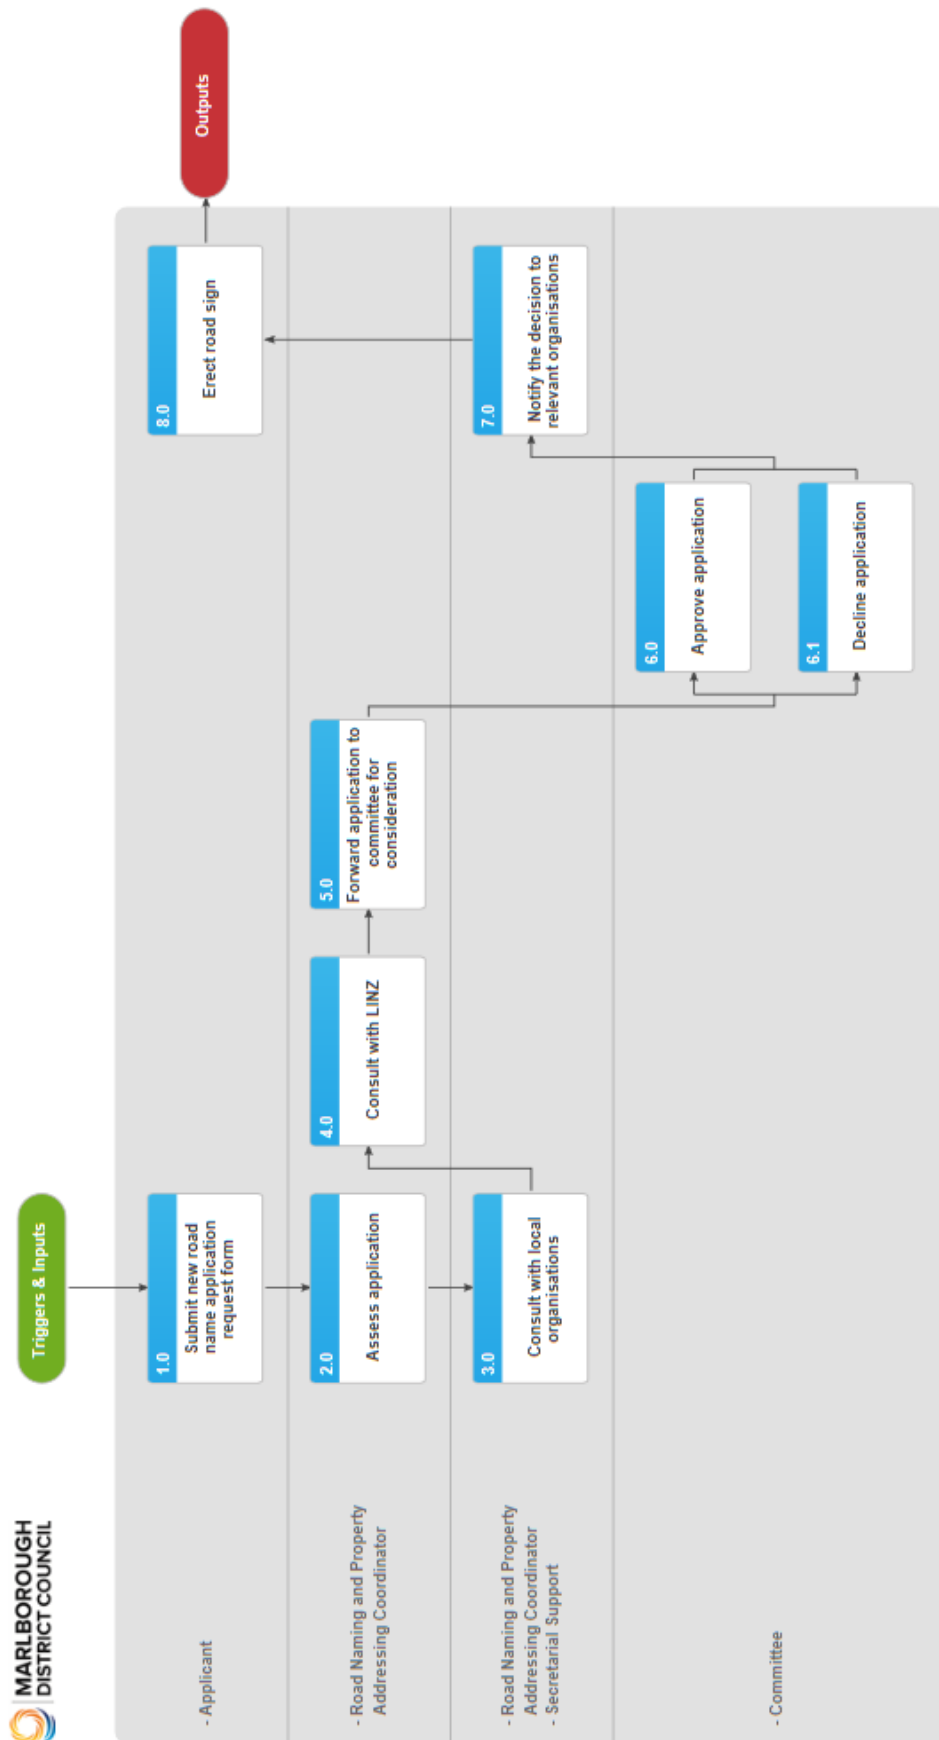 MARLBOROUGH
DISTRICT COUNCIL
Triggers & Inputs
- Applicant
1.0
Submit new road
name application
request form
8.0
Erect road sign
Outputs
- Road Naming and Property
Addressing Coordinator
2.0
Assess application
4.0
Consult with LINZ
5.0
Forward application to
committee for
consideration
- Road Naming and Property
Addressing Coordinator
- Secretarial Support
3.0
Consult with local
organisations
7.0
Notify the decision to
relevant organisations
- Committee
6.0
Approve application
6.1
Decline application